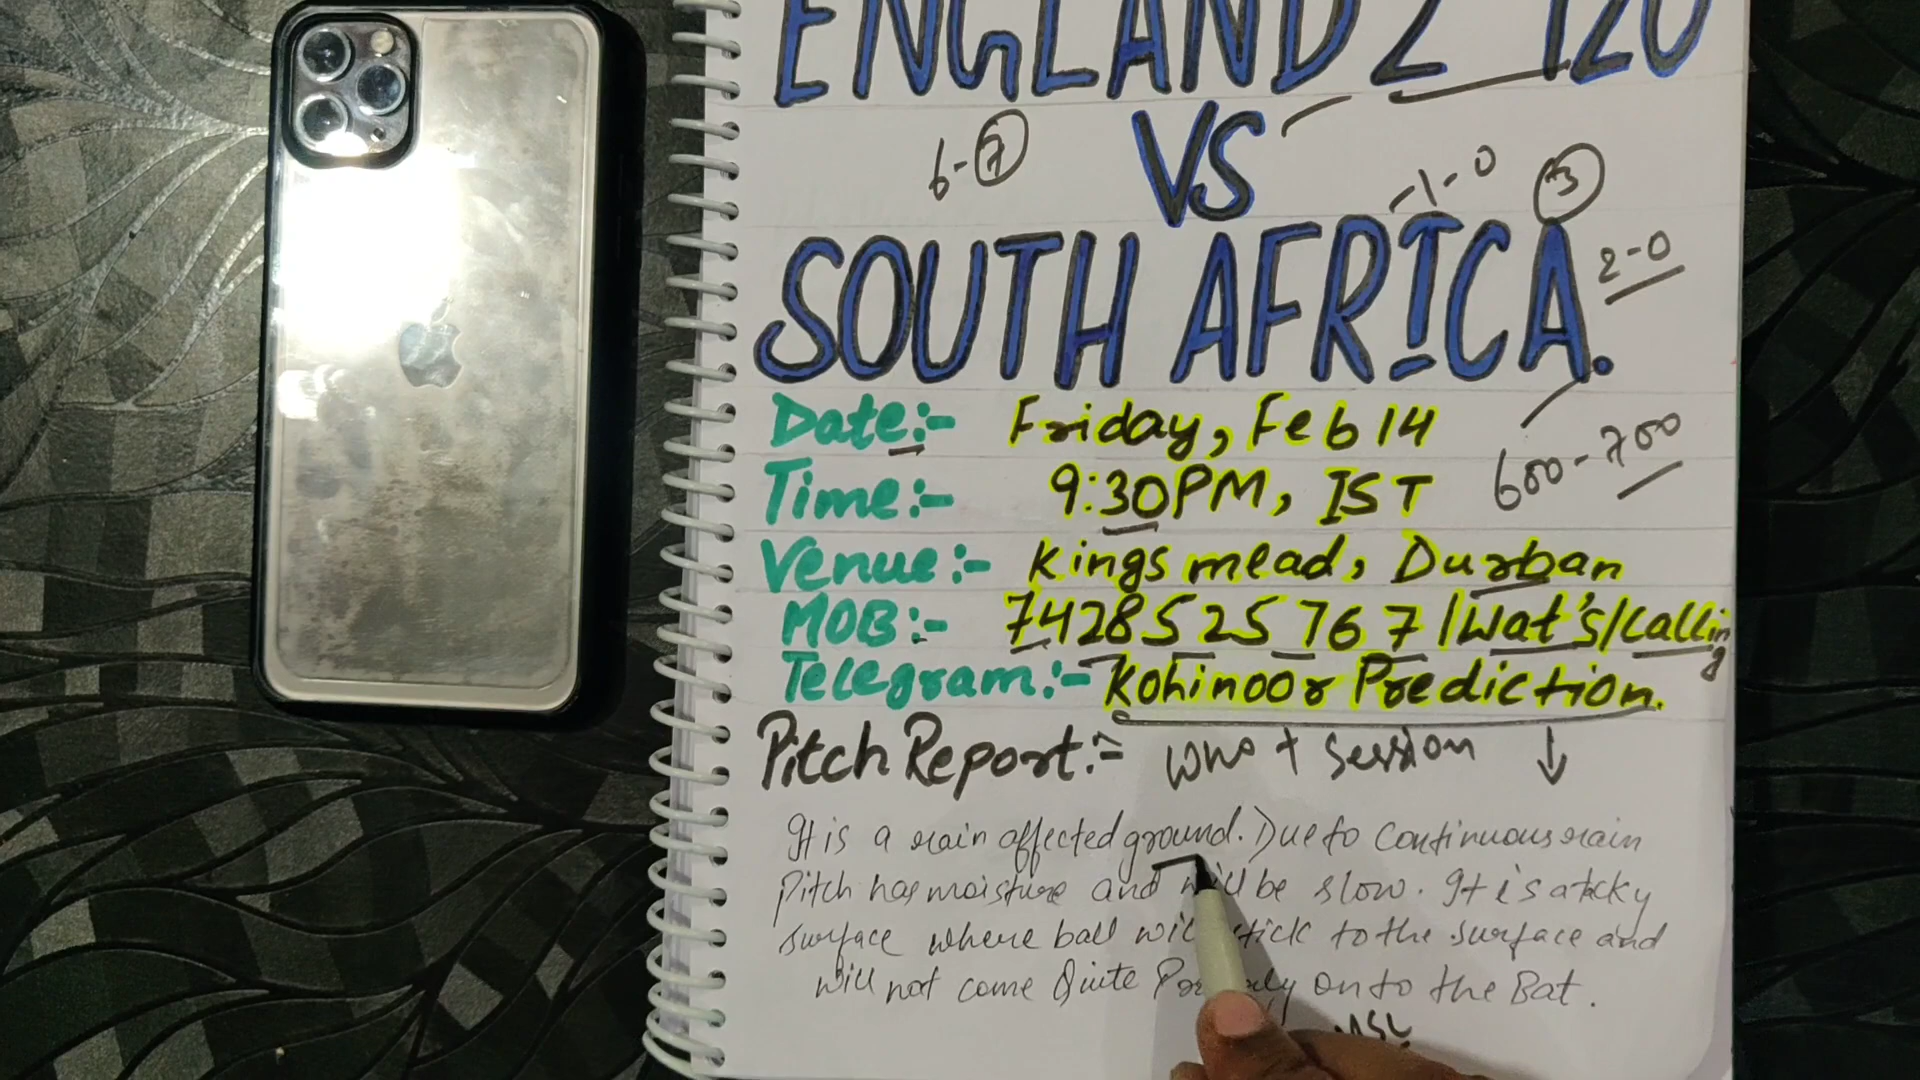 ENGLAND 2nd T20
6-7
VS
-1-0
3
SOUTH AFRICA.
2-0
Date:- Friday, Feb 14
600-700
Time:- 9:30PM, IST
Venue:- Kingsmead, Durban
MOB:- 7428525767/Wat's/Calling
Telegram:- Kohinoor Prediction.
Pitch Report:- session
It is a rain affected ground. Due to Continuous rain
Pitch has moisture and will be slow. It is a tacky
surface where ball will stick to the surface and
will not come Quite onto the Bat.